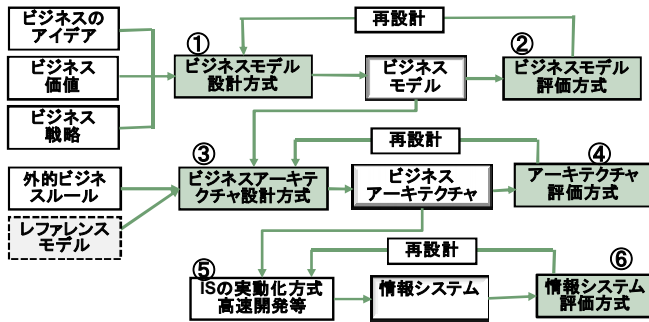 ビジネスの
アイデア
ビジネス
価値
ビジネス
戦略
再設計
①
ビジネスモデル
設計方式
ビジネス
モデル
②
ビジネスモデル
評価方式
外的ビジネ
スルール
レファレンス
モデル
再設計
③
ビジネスアーキテ
クチャ設計方式
ビジネス
アーキテクチャ
④
アーキテクチャ
評価方式
再設計
⑤
ISの実動化方式
高速開発等
情報システム
⑥
情報システム
評価方式